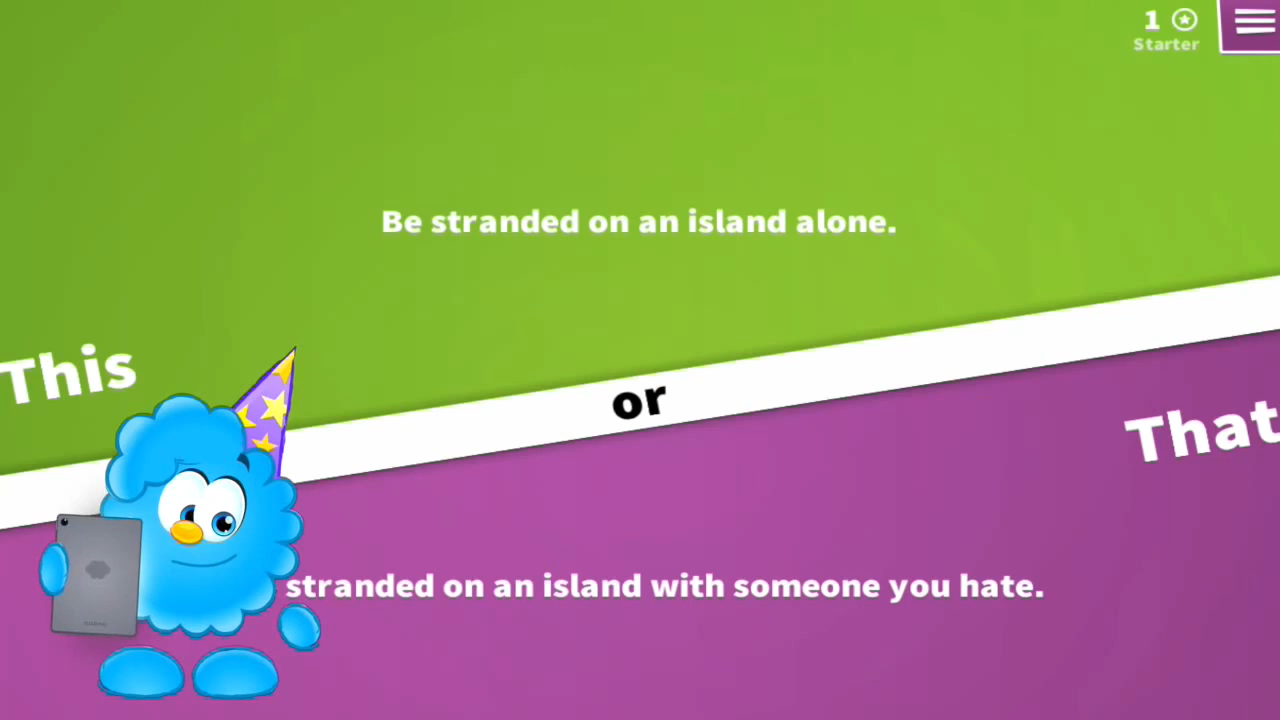 1
Starter
Be stranded on an island alone.
This
or
That
stranded on an island with someone you hate.